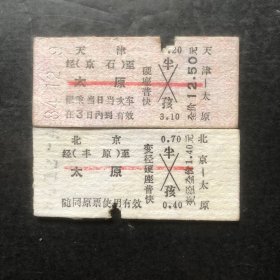 天津
经(京石)至
太原
限乘当日当次车
在3日内到有效
硬座普快
.20
半
孩
3.10
全价12.50元
天津—太原
北京
经(丰原)至
太原
随同原票使用有效
变径硬座普快
0.70
半
孩
0.40
变径全价1.40元
北京—太原